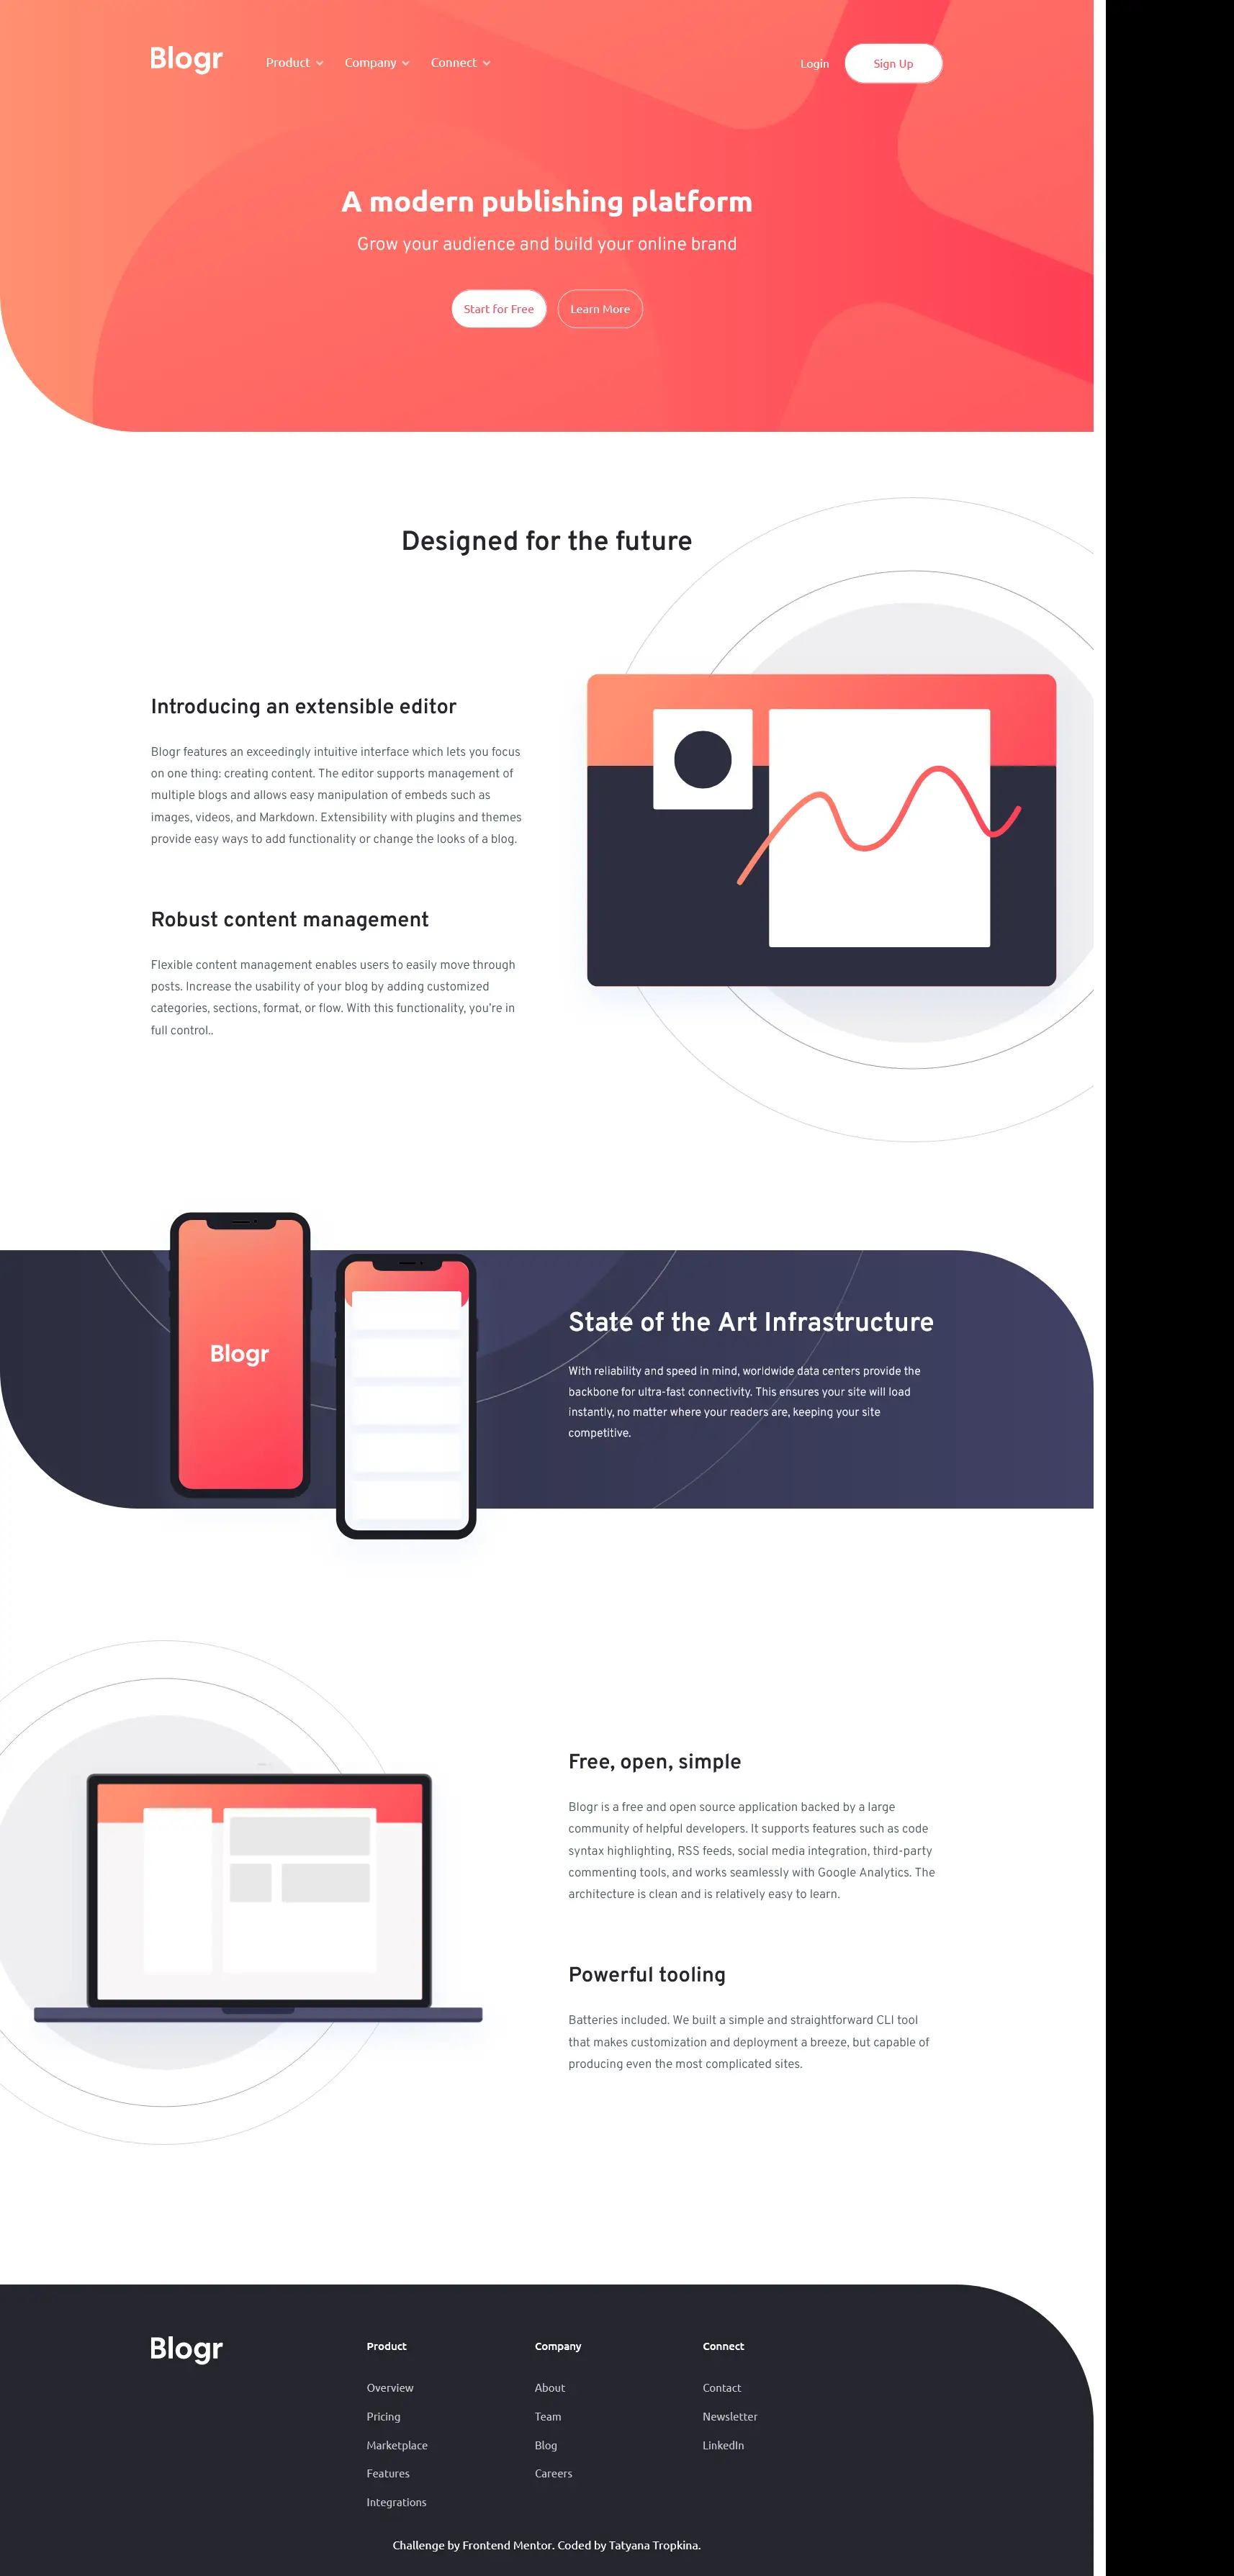 Blogr
Product
Company
Connect
Login
Sign Up
A modern publishing platform
Grow your audience and build your online brand
Start for Free
Learn More
Designed for the future
Introducing an extensible editor
Blogr features an exceedingly intuitive interface which lets you focus
on one thing: creating content. The editor supports management of
multiple blogs and allows easy manipulation of embeds such as
images, videos, and Markdown. Extensibility with plugins and themes
provide easy ways to add functionality or change the looks of a blog.
Robust content management
Flexible content management enables users to easily move through
posts. Increase the usability of your blog by adding customized
categories, sections, format, or flow. With this functionality, you're in
full control..
Blogr
State of the Art Infrastructure
With reliability and speed in mind, worldwide data centers provide the
backbone for ultra-fast connectivity. This ensures your site will load
instantly, no matter where your readers are, keeping your site
competitive.
Free, open, simple
Blogr is a free and open source application backed by a large
community of helpful developers. It supports features such as code
syntax highlighting, RSS feeds, social media integration, third-party
commenting tools, and works seamlessly with Google Analytics. The
architecture is clean and is relatively easy to learn.
Powerful tooling
Batteries included. We built a simple and straightforward CLI tool
that makes customization and deployment a breeze, but capable of
producing even the most complicated sites.
Blogr
Product
Overview
Pricing
Marketplace
Features
Integrations
Company
About
Team
Blog
Careers
Connect
Contact
Newsletter
LinkedIn
Challenge by Frontend Mentor. Coded by Tatyana Tropkina.